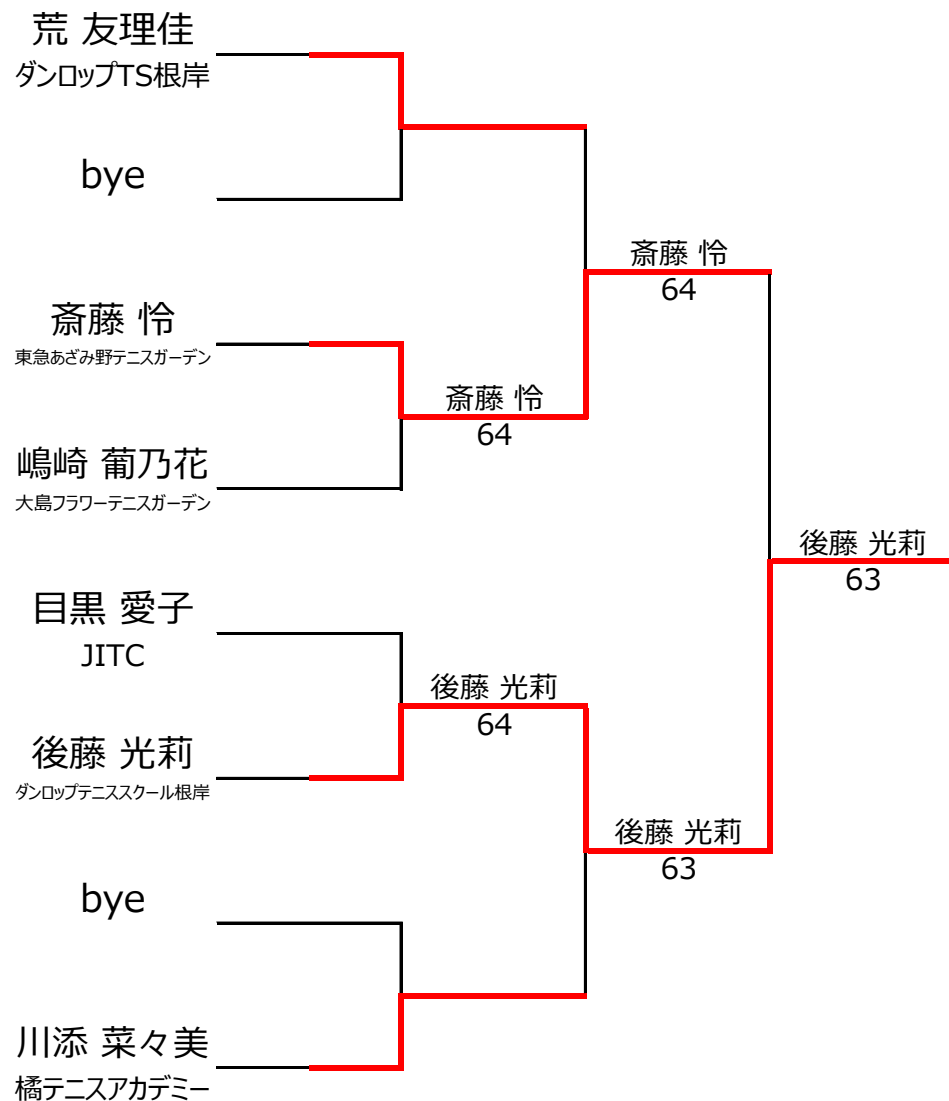 荒 友理佳
ダンロップTS根岸
bye
斎藤 怜
64
斎藤 怜
東急あざみ野テニスガーデン
斎藤 怜
64
嶋崎 葡乃花
大島フラワーテニスガーデン
後藤 光莉
63
目黒 愛子
JITC
後藤 光莉
64
後藤 光莉
ダンロップテニススクール根岸
後藤 光莉
63
bye
川添 菜々美
橘テニスアカデミー